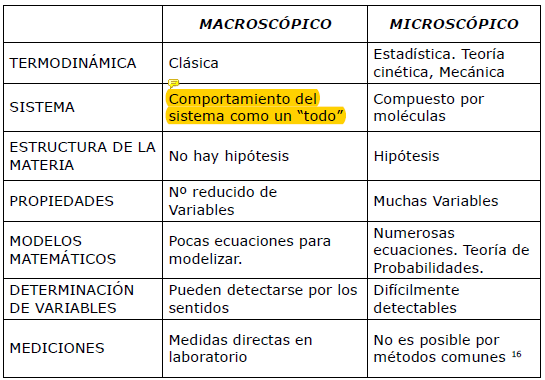 MACROSCÓPICO MICROSCÓPICO
TERMODINÁMICA Clásica Estadística. Teoría
cinética, Mecánica
SISTEMA Comportamiento del
sistema como un “todo” Compuesto por
moléculas
ESTRUCTURA DE LA
MATERIA No hay hipótesis Hipótesis
PROPIEDADES Nº reducido de
Variables Muchas Variables
MODELOS
MATEMÁTICOS Pocas ecuaciones para
modelizar. Numerosas
ecuaciones. Teoría de
Probabilidades.
DETERMINACIÓN
DE VARIABLES Pueden detectarse por los
sentidos Difícilmente
detectables
MEDICIONES Medidas directas en
laboratorio No es posible por
métodos comunes 16